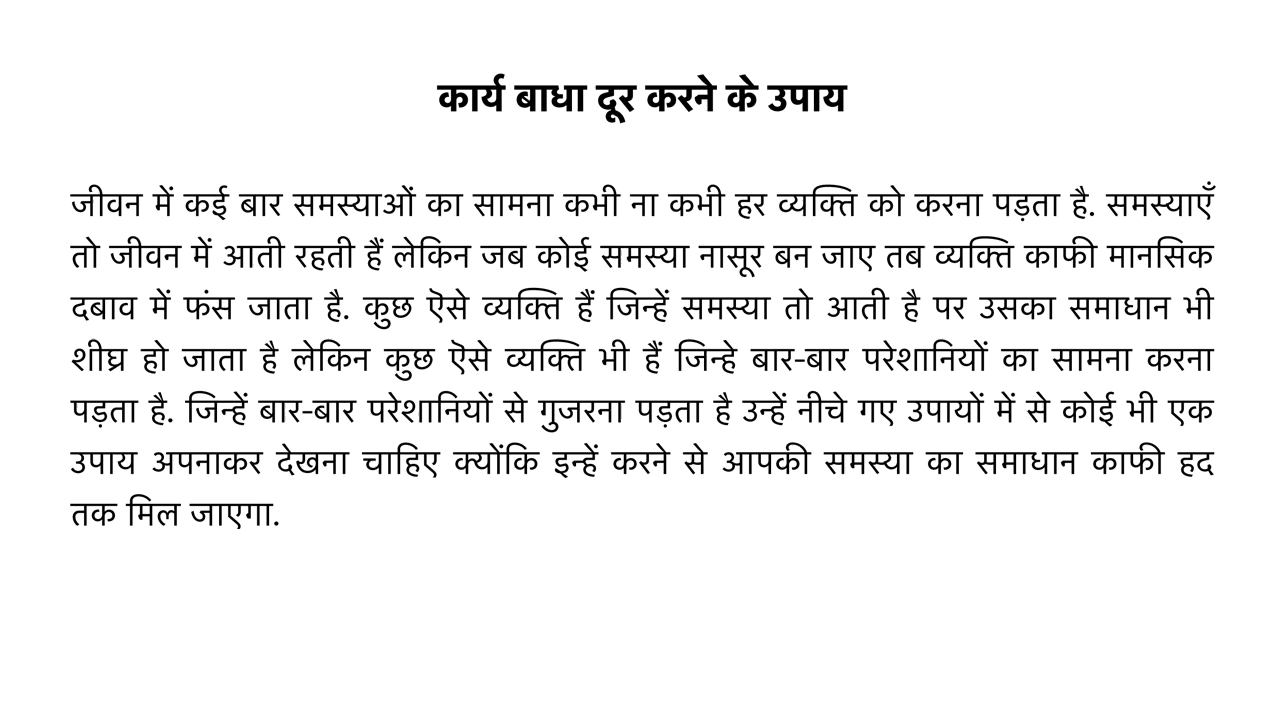 कार्य बाधा दूर करने के उपाय
जीवन में कई बार समस्याओं का सामना कभी ना कभी हर व्यक्ति को करना पड़ता है. समस्याएँ
तो जीवन में आती रहती हैं लेकिन जब कोई समस्या नासूर बन जाए तब व्यक्ति काफी मानसिक
दबाव में फंस जाता है. कुछ ऎसे व्यक्ति हैं जिन्हें समस्या तो आती है पर उसका समाधान भी
शीघ्र हो जाता है लेकिन कुछ ऎसे व्यक्ति भी हैं जिन्हे बार-बार परेशानियों का सामना करना
पड़ता है. जिन्हें बार-बार परेशानियों से गुजरना पड़ता है उन्हें नीचे गए उपायों में से कोई भी एक
उपाय अपनाकर देखना चाहिए क्योंकि इन्हें करने से आपकी समस्या का समाधान काफी हद
तक मिल जाएगा.